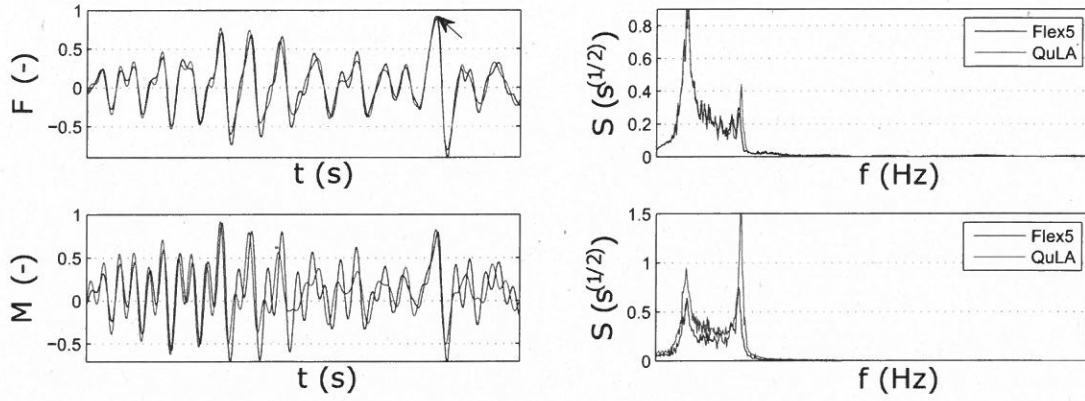 F (-)
1
0.5
0
−0.5
t (s)
S (s^(1/2))
0.8
0.6
0.4
0.2
0
f (Hz)
Flex5
QuLA
M (-)
1
0.5
0
−0.5
t (s)
S (s^(1/2))
1.5
1
0.5
0
f (Hz)
Flex5
QuLA